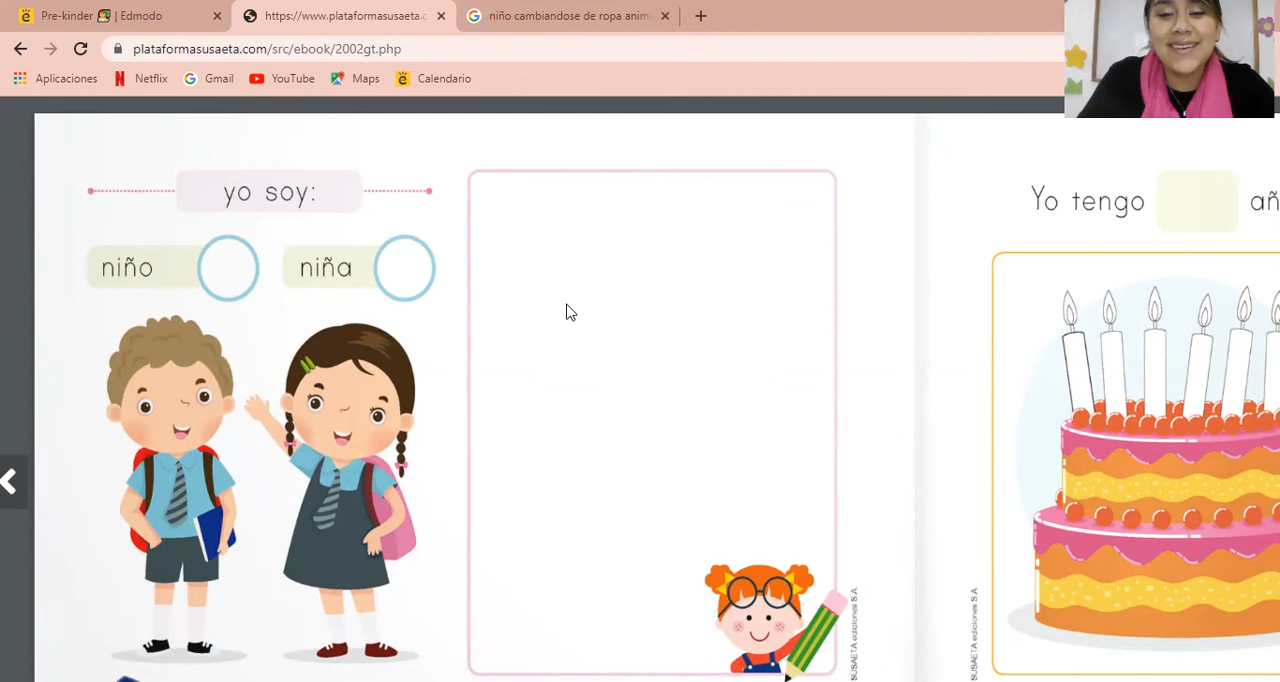 Pre-kinder | Edmodo
https://www.plataformasusaeta.c
niño cambiandose de ropa anim
plataformasusaeta.com/src/ebook/2002gt.php
Aplicaciones Netflix Gmail YouTube Maps Calendario
yo soy:
niño niña
Yo tengo añ
SUSAETA ediciones S.A.
SUSAETA ediciones S.A.